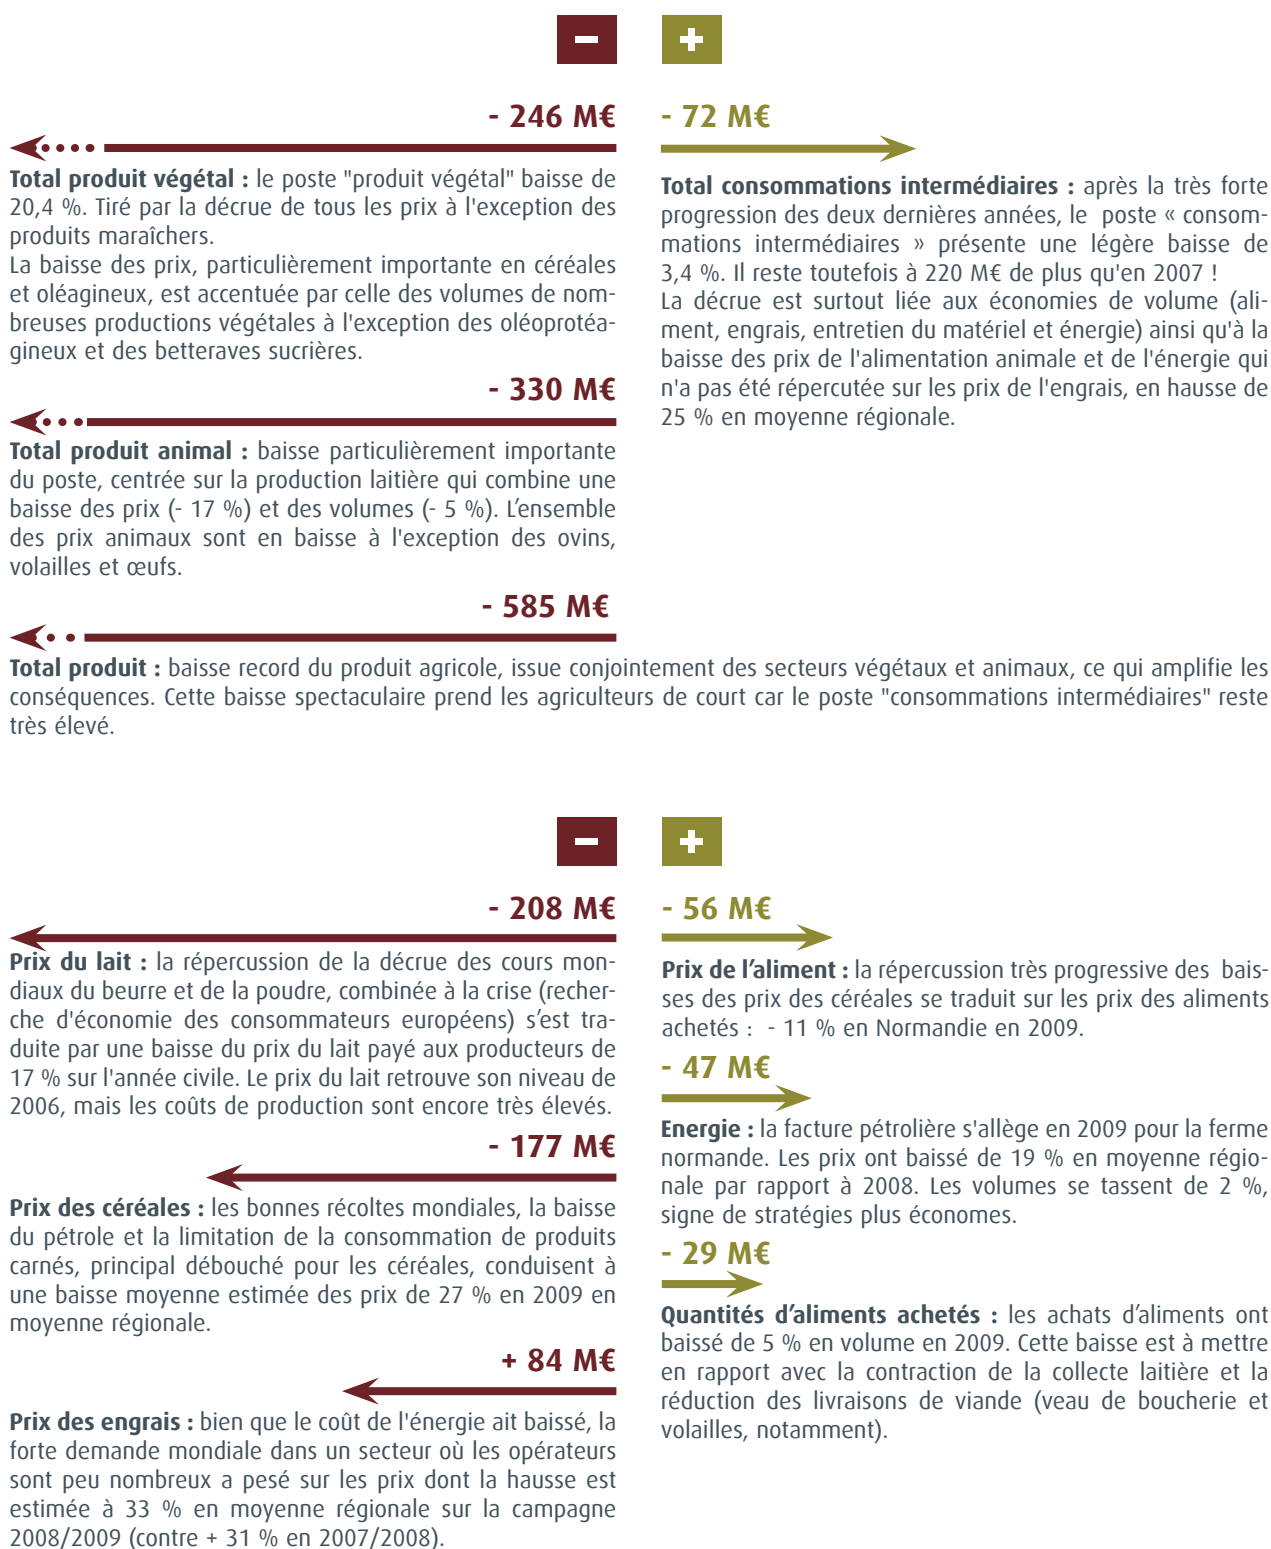 - 246 M€
Total produit végétal : le poste "produit végétal" baisse de
20,4 %. Tiré par la décrue de tous les prix à l'exception des
produits maraîchers.
La baisse des prix, particulièrement importante en céréales
et oléagineux, est accentuée par celle des volumes de nom-
breuses productions végétales à l'exception des oléoprotéa-
gineux et des betteraves sucrières.
- 330 M€
Total produit animal : baisse particulièrement importante
du poste, centrée sur la production laitière qui combine une
baisse des prix (- 17 %) et des volumes (- 5 %). L’ensemble
des prix animaux sont en baisse à l'exception des ovins,
volailles et œufs.
- 72 M€
Total consommations intermédiaires : après la très forte
progression des deux dernières années, le poste « consom-
mations intermédiaires » présente une légère baisse de
3,4 %. Il reste toutefois à 220 M€ de plus qu'en 2007 !
La décrue est surtout liée aux économies de volume (ali-
ment, engrais, entretien du matériel et énergie) ainsi qu'à la
baisse des prix de l'alimentation animale et de l'énergie qui
n'a pas été répercutée sur les prix de l'engrais, en hausse de
25 % en moyenne régionale.
- 585 M€
Total produit : baisse record du produit agricole, issue conjointement des secteurs végétaux et animaux, ce qui amplifie les
conséquences. Cette baisse spectaculaire prend les agriculteurs de court car le poste "consommations intermédiaires" reste
très élevé.
- 208 M€
Prix du lait : la répercussion de la décrue des cours mon-
diaux du beurre et de la poudre, combinée à la crise (recher-
che d'économie des consommateurs européens) s’est tra-
duite par une baisse du prix du lait payé aux producteurs de
17 % sur l'année civile. Le prix du lait retrouve son niveau de
2006, mais les coûts de production sont encore très élevés.
- 177 M€
Prix des céréales : les bonnes récoltes mondiales, la baisse
du pétrole et la limitation de la consommation de produits
carnés, principal débouché pour les céréales, conduisent à
une baisse moyenne estimée des prix de 27 % en 2009 en
moyenne régionale.
+ 84 M€
Prix des engrais : bien que le coût de l'énergie ait baissé, la
forte demande mondiale dans un secteur où les opérateurs
sont peu nombreux a pesé sur les prix dont la hausse est
estimée à 33 % en moyenne régionale sur la campagne
2008/2009 (contre + 31 % en 2007/2008).
- 56 M€
Prix de l’aliment : la répercussion très progressive des bais-
ses des prix des céréales se traduit sur les prix des aliments
achetés : - 11 % en Normandie en 2009.
- 47 M€
Energie : la facture pétrolière s'allège en 2009 pour la ferme
normande. Les prix ont baissé de 19 % en moyenne régio-
nale par rapport à 2008. Les volumes se tassent de 2 %,
signe de stratégies plus économes.
- 29 M€
Quantités d’aliments achetés : les achats d’aliments ont
baissé de 5 % en volume en 2009. Cette baisse est à mettre
en rapport avec la contraction de la collecte laitière et la
réduction des livraisons de viande (veau de boucherie et
volailles, notamment).